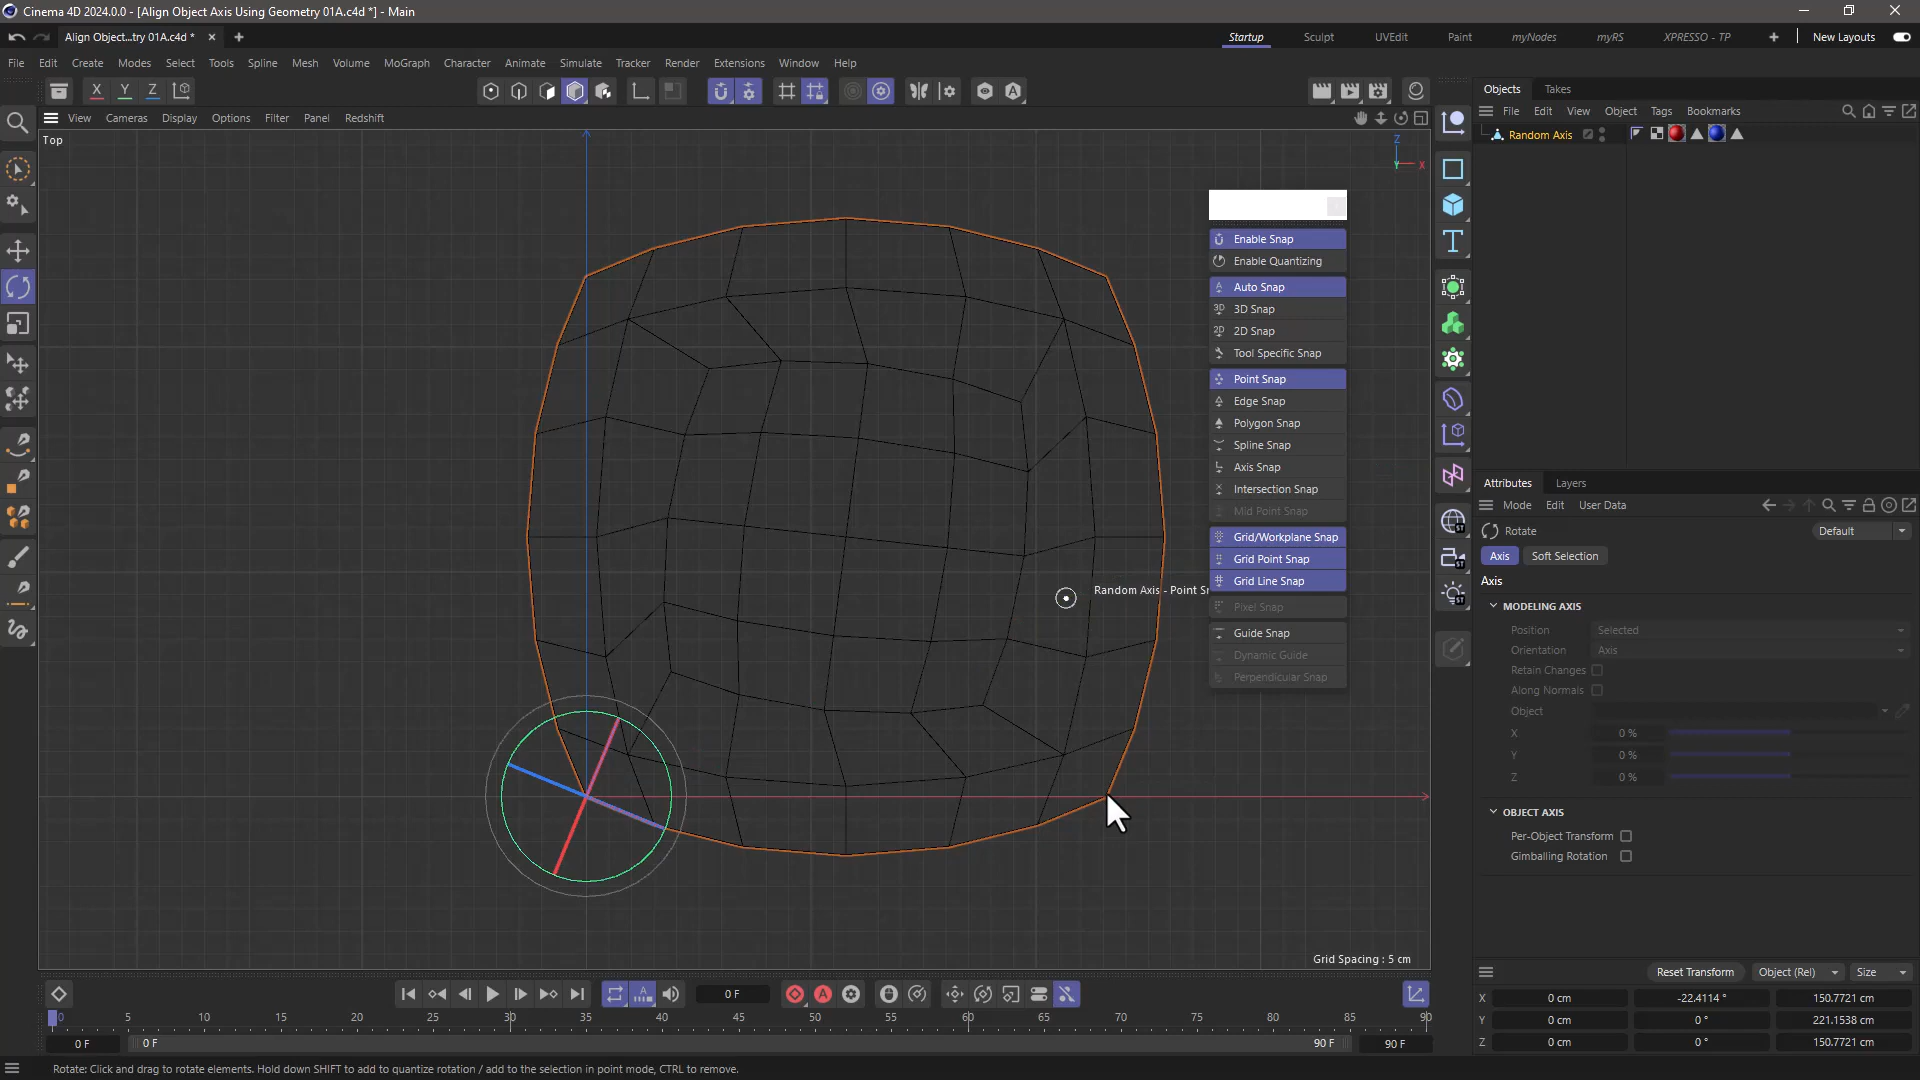 Cinema 4D 2024.0.0 - [Align Object Axis Using Geometry 01A.c4d *] - Main
Align Object...try 01A.c4d *
Startup
Sculpt
UVEdit
Paint
myNodes
myRS
XPRESSO - TP
New Layouts
File Edit Create Modes Select Tools Spline Mesh Volume MoGraph Character Animate Simulate Tracker Render Extensions Window Help
X Y Z
View Cameras Display Options Filter Panel Redshift
Top
Z
Y
X
Enable Snap
Enable Quantizing
Auto Snap
3D Snap
2D Snap
Tool Specific Snap
Point Snap
Edge Snap
Polygon Snap
Spline Snap
Axis Snap
Intersection Snap
Mid Point Snap
Grid/Workplane Snap
Grid Point Snap
Grid Line Snap
Pixel Snap
Guide Snap
Dynamic Guide
Perpendicular Snap
Random Axis - Point Sn
Grid Spacing : 5 cm
Objects Takes
File Edit View Object Tags Bookmarks
Random Axis
Attributes Layers
Mode Edit User Data
Rotate
Default
Axis Soft Selection
Axis
MODELING AXIS
Position Selected
Orientation Axis
Retain Changes
Along Normals
Object
X 0 %
Y 0 %
Z 0 %
OBJECT AXIS
Per-Object Transform
Gimballing Rotation
Reset Transform Object (Rel) Size
X 0 cm -22.4114 ° 150.7721 cm
Y 0 cm 0 ° 221.1538 cm
Z 0 cm 0 ° 150.7721 cm
0 F
0 5 10 15 20 25 30 35 40 45 50 55 60 65 70 75 80 85 90
0 F 0 F 90 F 90 F
Rotate: Click and drag to rotate elements. Hold down SHIFT to add to quantize rotation / add to the selection in point mode, CTRL to remove.